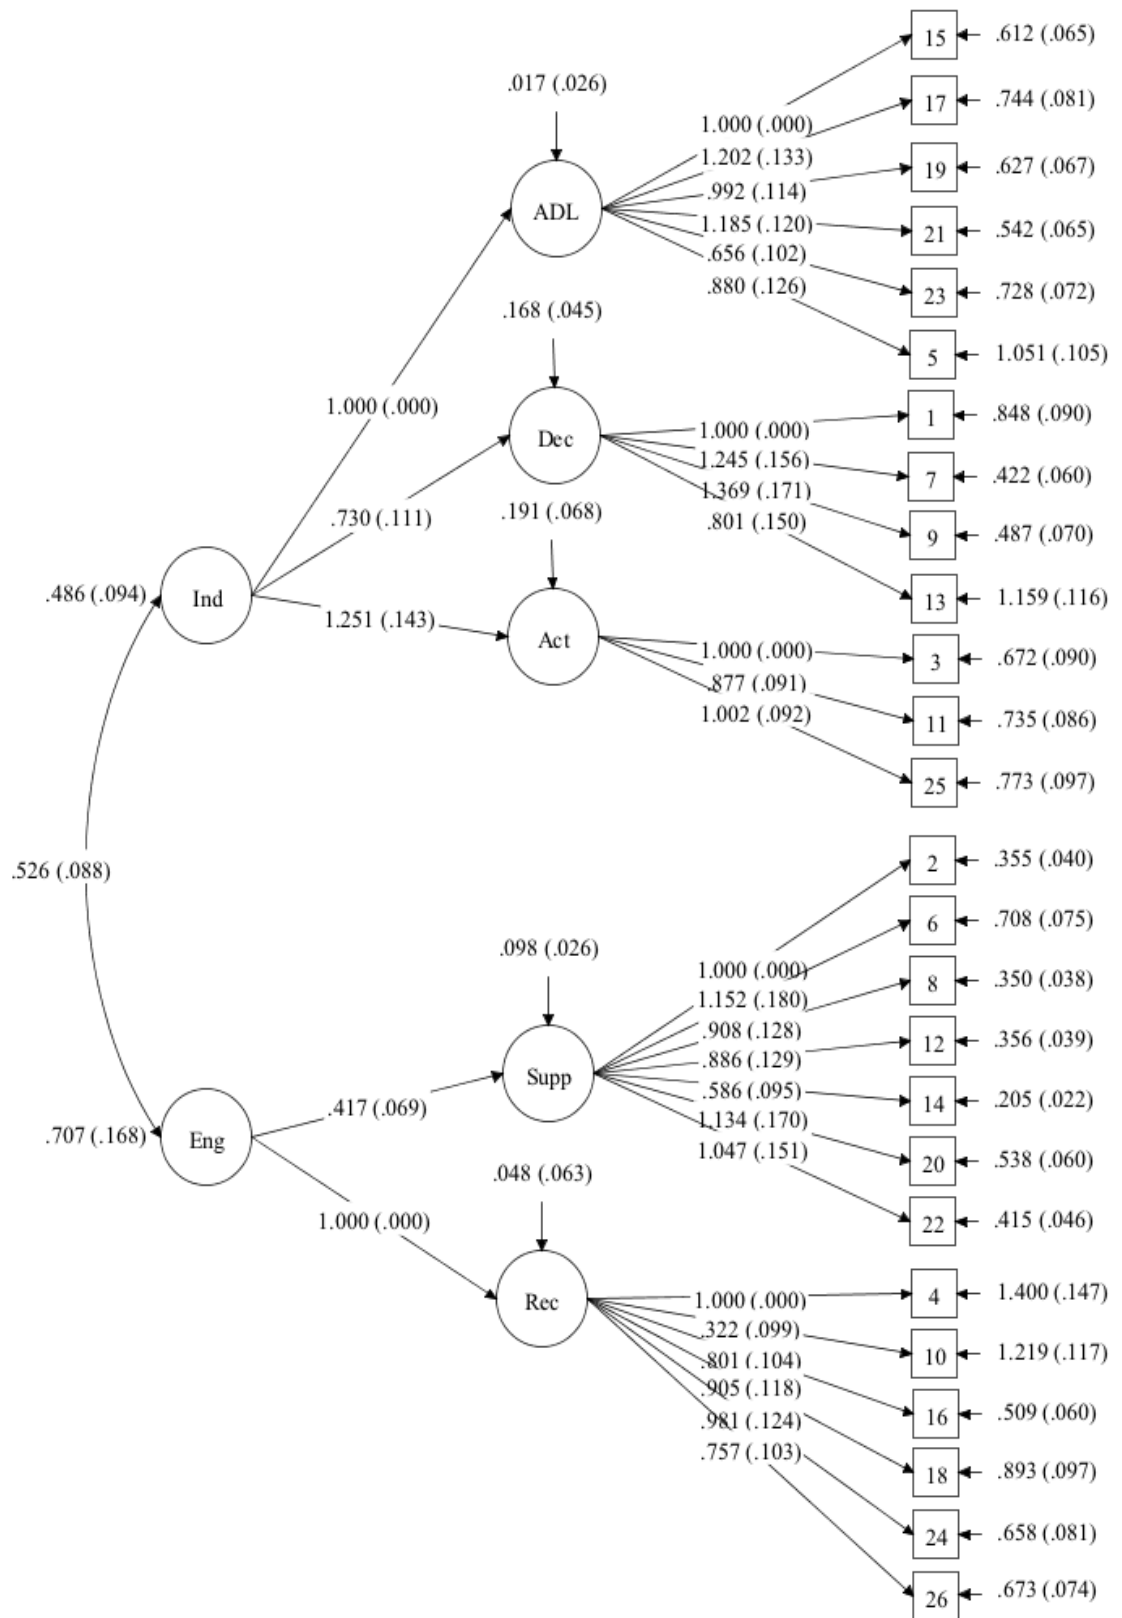 15 .612 (.065)
.017 (.026)
17 .744 (.081)
1.000 (.000)
1.202 (.133)
19 .627 (.067)
.992 (.114)
ADL
1.185 (.120)
21 .542 (.065)
.656 (.102)
.880 (.126)
23 .728 (.072)
.168 (.045)
5 1.051 (.105)
1.000 (.000)
1 .848 (.090)
Dec
1.000 (.000)
1.245 (.156)
7 .422 (.060)
1.369 (.171)
.730 (.111)
.191 (.068)
.801 (.150)
9 .487 (.070)
.486 (.094)
Ind
13 1.159 (.116)
1.251 (.143)
Act
1.000 (.000)
3 .672 (.090)
.877 (.091)
1.002 (.092)
11 .735 (.086)
25 .773 (.097)
.526 (.088)
2 .355 (.040)
6 .708 (.075)
.098 (.026)
1.000 (.000)
8 .350 (.038)
1.152 (.180)
.908 (.128)
12 .356 (.039)
.886 (.129)
Supp
.586 (.095)
14 .205 (.022)
.417 (.069)
1.134 (.170)
.707 (.168)
Eng
1.047 (.151)
20 .538 (.060)
.048 (.063)
22 .415 (.046)
1.000 (.000)
Rec
1.000 (.000)
4 1.400 (.147)
.322 (.099)
.801 (.104)
10 1.219 (.117)
.905 (.118)
16 .509 (.060)
.981 (.124)
.757 (.103)
18 .893 (.097)
24 .658 (.081)
26 .673 (.074)